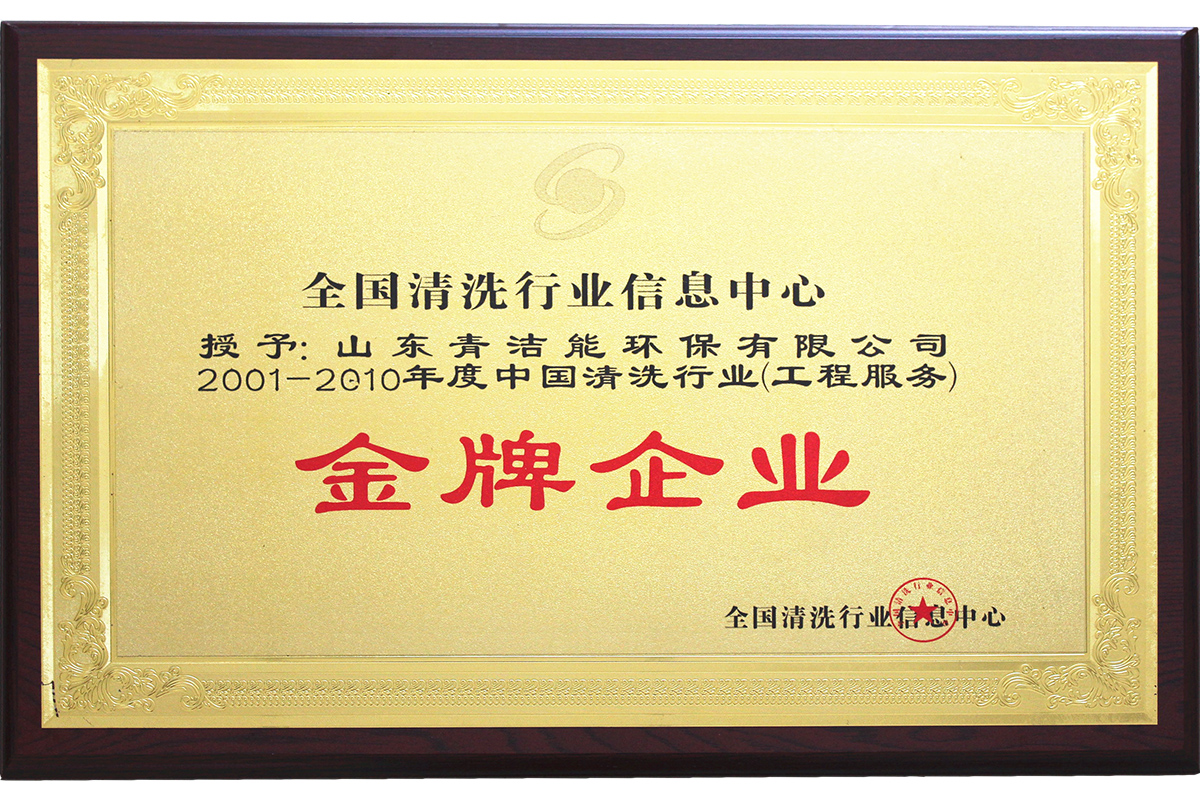 全国清洗行业信息中心
授予:山东青洁能环保有限公司
2001-2010年度中国清洗行业(工程服务)
金牌企业
全国清洗行业信息中心